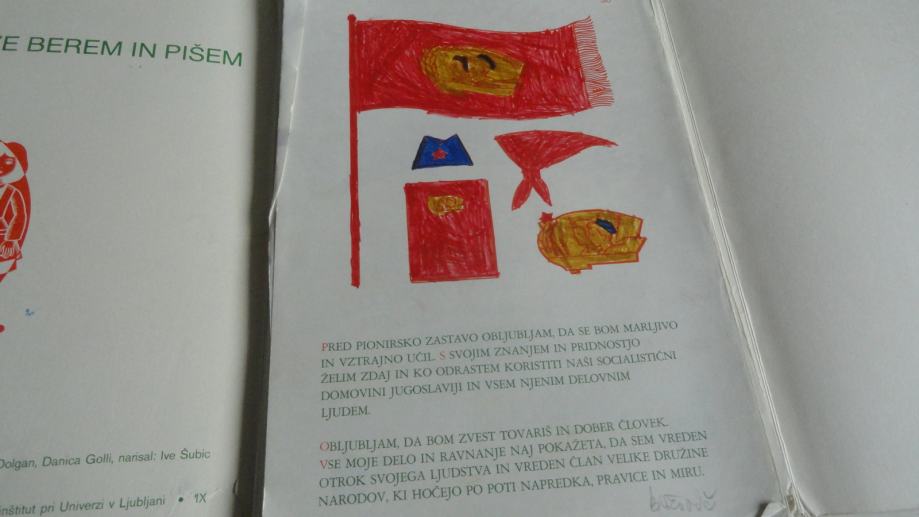 BEREM IN PIŠEM
Dolgan, Danica Golli, narisal: Ive Šubic
inštitut pri Univerzi v Ljubljani • 1X
PRED PIONIRSKO ZASTAVO OBLJUBLJAM, DA SE BOM MARLJIVO
IN VZTRAJNO UČIL. S SVOJIM ZNANJEM IN PRIDNOSTJO
ŽELIM ZDAJ IN KO ODRASTEM KORISTITI NAŠI SOCIALISTIČNI
DOMOVINI JUGOSLAVIJI IN VSEM NJENIM DELOVNIM
LJUDEM.
OBLJUBLJAM, DA BOM ZVEST TOVARIŠ IN DOBER ČLOVEK.
VSE MOJE DELO IN RAVNANJE NAJ POKAŽETA, DA SEM VREDEN
OTROK SVOJEGA LJUDSTVA IN VREDEN ČLAN VELIKE DRUŽINE
NARODOV, KI HOČEJO PO POTI NAPREDKA, PRAVICE IN MIRU.